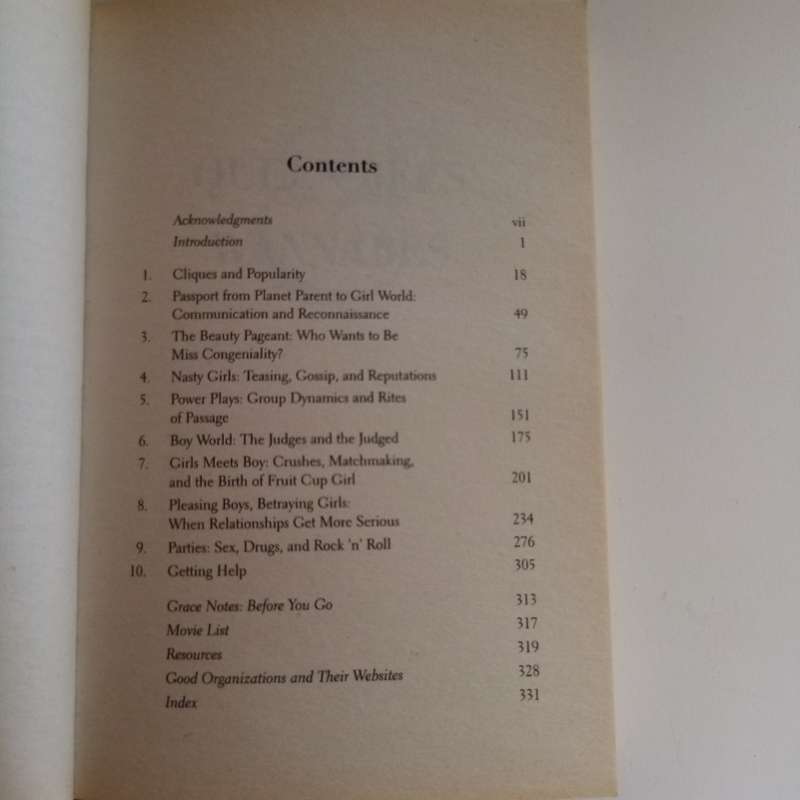 Contents
Acknowledgments vii
Introduction 1
1. Cliques and Popularity 18
2. Passport from Planet Parent to Girl World:
Communication and Reconnaissance 49
3. The Beauty Pageant: Who Wants to Be
Miss Congeniality? 75
4. Nasty Girls: Teasing, Gossip, and Reputations 111
5. Power Plays: Group Dynamics and Rites
of Passage 151
6. Boy World: The Judges and the Judged 175
7. Girls Meets Boy: Crushes, Matchmaking,
and the Birth of Fruit Cup Girl 201
8. Pleasing Boys, Betraying Girls:
When Relationships Get More Serious 234
9. Parties: Sex, Drugs, and Rock 'n' Roll 276
10. Getting Help 305
Grace Notes: Before You Go 313
Movie List 317
Resources 319
Good Organizations and Their Websites 328
Index 331